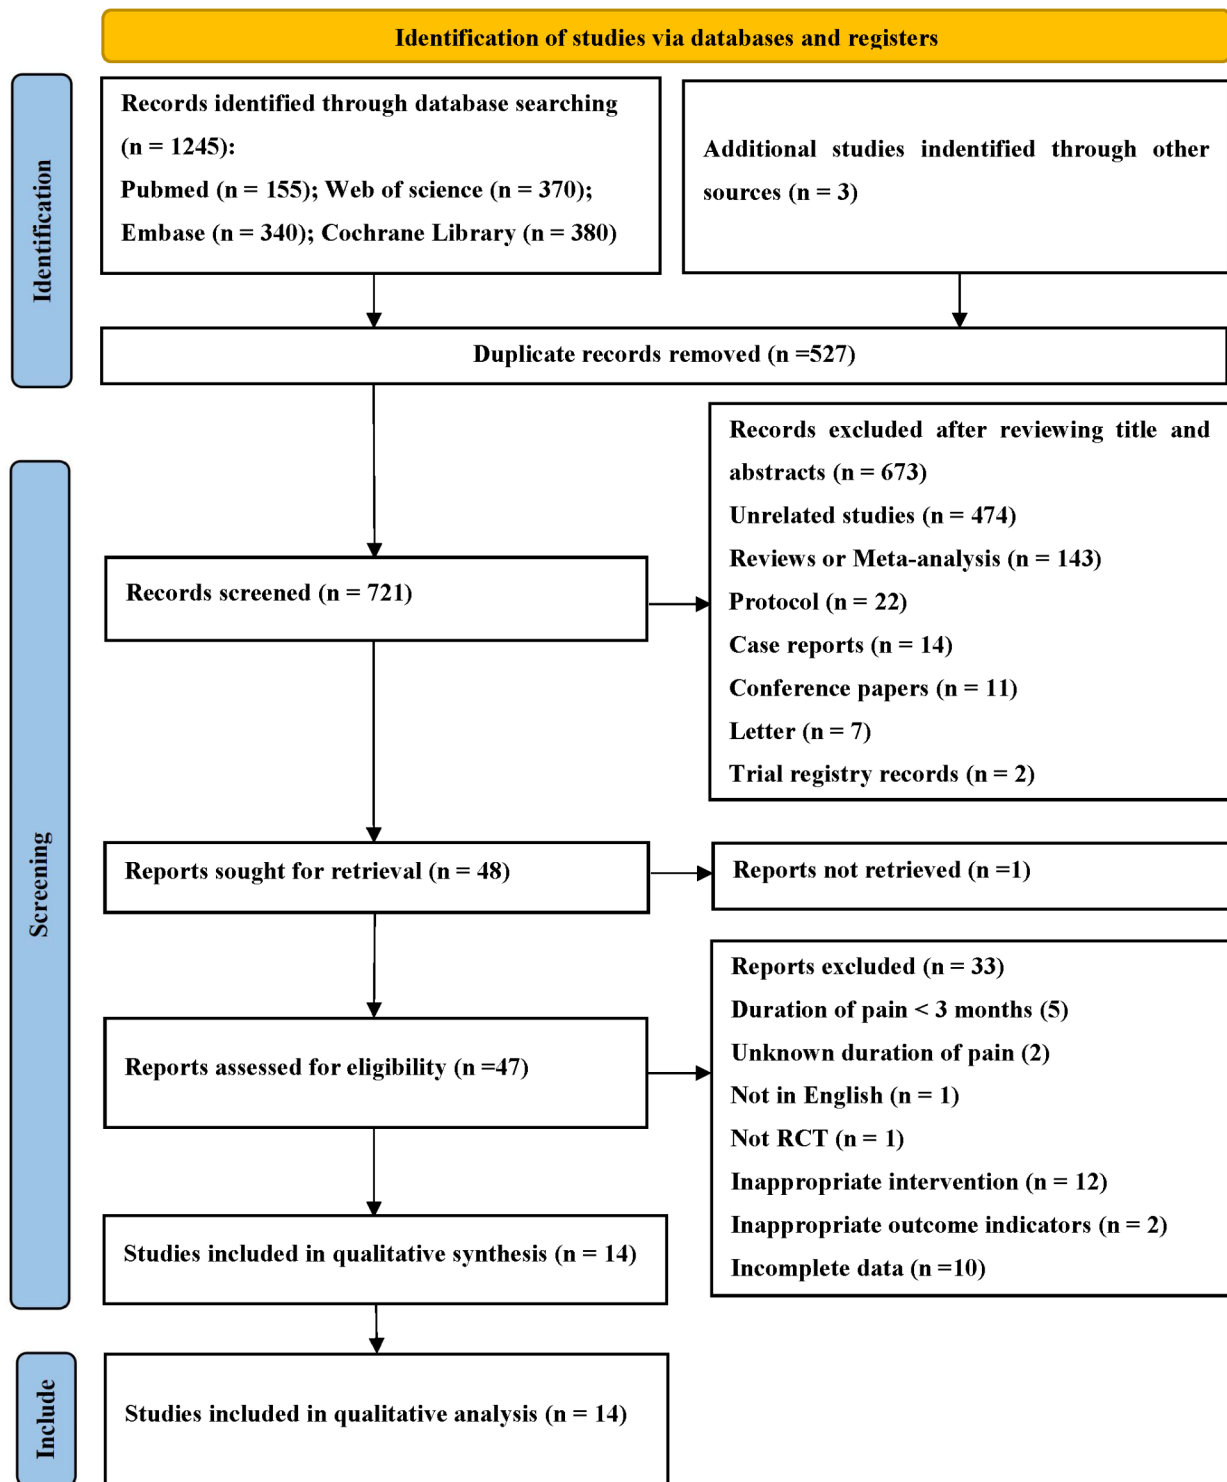 Identification of studies via databases and registers
Identification
Records identified through database searching
(n = 1245):
Pubmed (n = 155); Web of science (n = 370);
Embase (n = 340); Cochrane Library (n = 380)
Additional studies indentified through other
sources (n = 3)
Duplicate records removed (n =527)
Screening
Records screened (n = 721)
Records excluded after reviewing title and
abstracts (n = 673)
Unrelated studies (n = 474)
Reviews or Meta-analysis (n = 143)
Protocol (n = 22)
Case reports (n = 14)
Conference papers (n = 11)
Letter (n = 7)
Trial registry records (n = 2)
Reports sought for retrieval (n = 48)
Reports not retrieved (n =1)
Reports assessed for eligibility (n =47)
Reports excluded (n = 33)
Duration of pain < 3 months (5)
Unknown duration of pain (2)
Not in English (n = 1)
Not RCT (n = 1)
Inappropriate intervention (n = 12)
Inappropriate outcome indicators (n = 2)
Incomplete data (n =10)
Studies included in qualitative synthesis (n = 14)
Include
Studies included in qualitative analysis (n = 14)